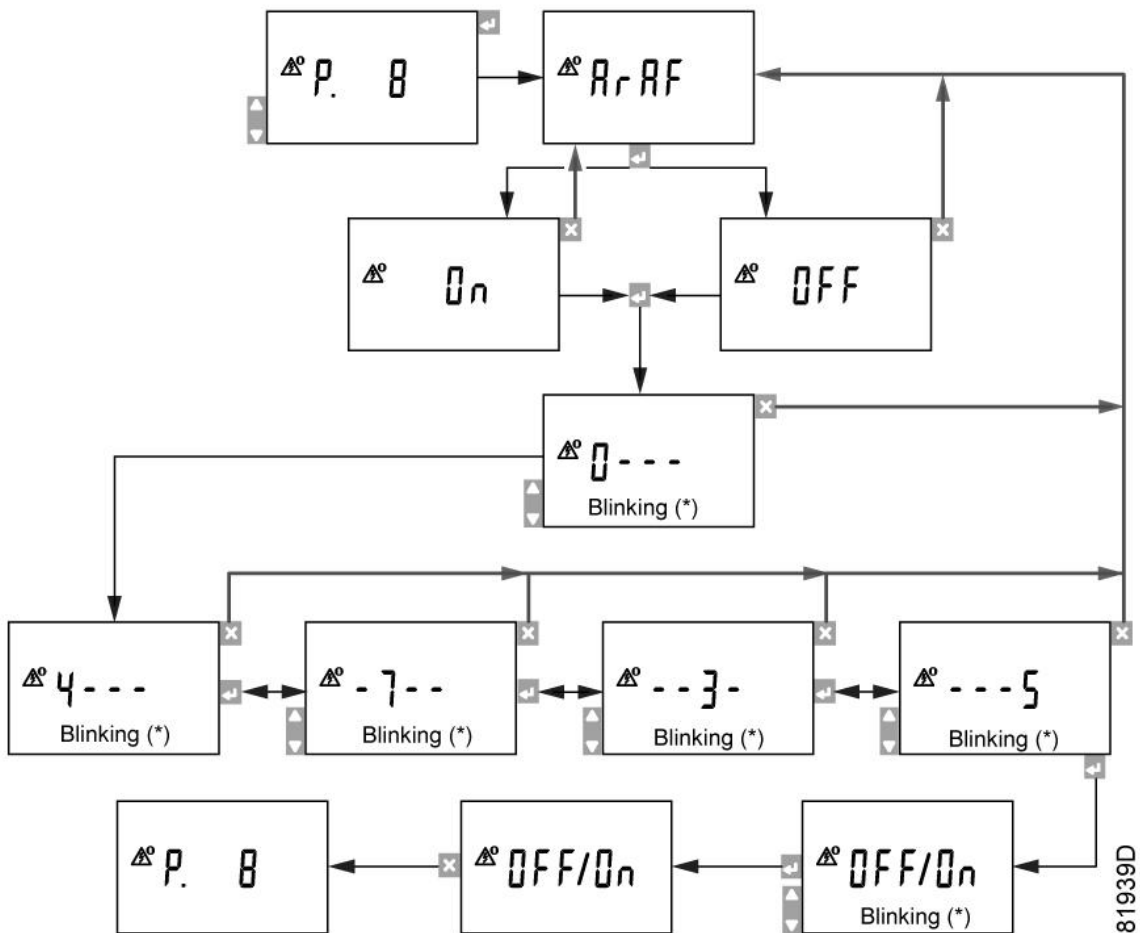 P. 8
ArAF
On
OFF
0---
Blinking (*)
4---
Blinking (*)
-7--
Blinking (*)
--3-
Blinking (*)
---5
Blinking (*)
P. 8
OFF/On
OFF/On
Blinking (*)
81939D